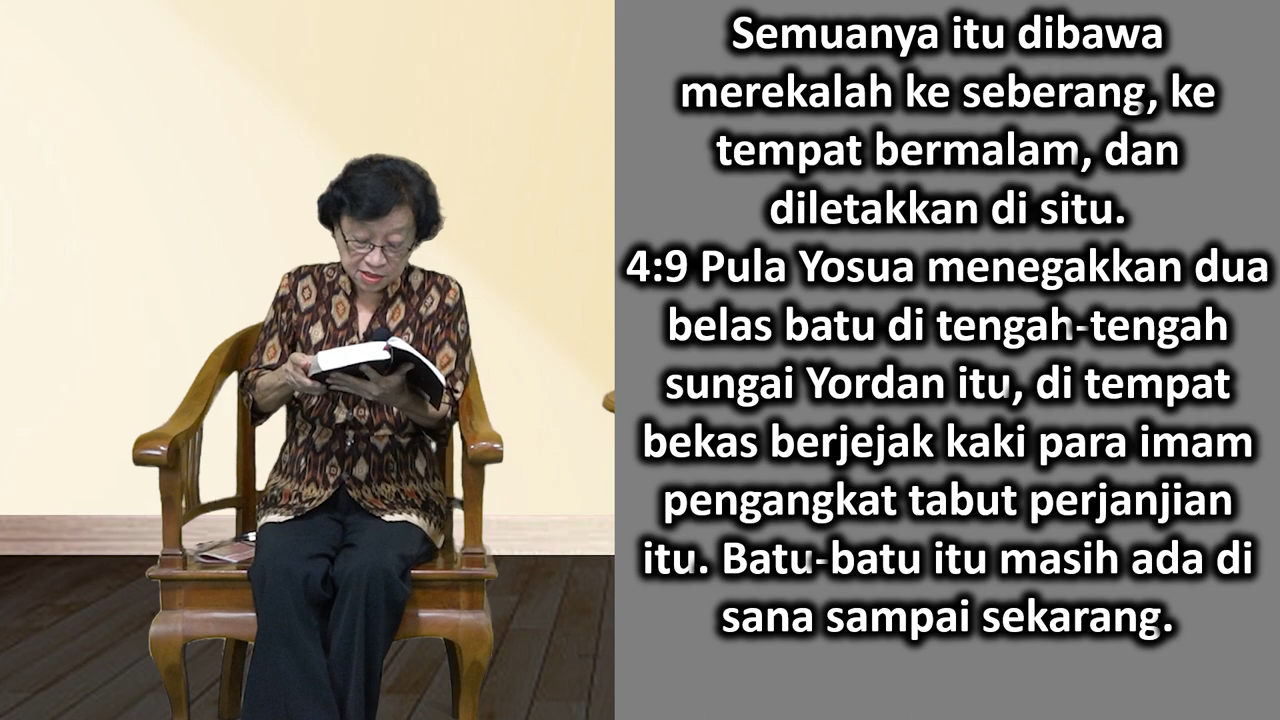 Semuanya itu dibawa
merekalah ke seberang, ke
tempat bermalam, dan
diletakkan di situ.
4:9 Pula Yosua menegakkan dua
belas batu di tengah-tengah
sungai Yordan itu, di tempat
bekas berjejak kaki para imam
pengangkat tabut perjanjian
itu. Batu-batu itu masih ada di
sana sampai sekarang.